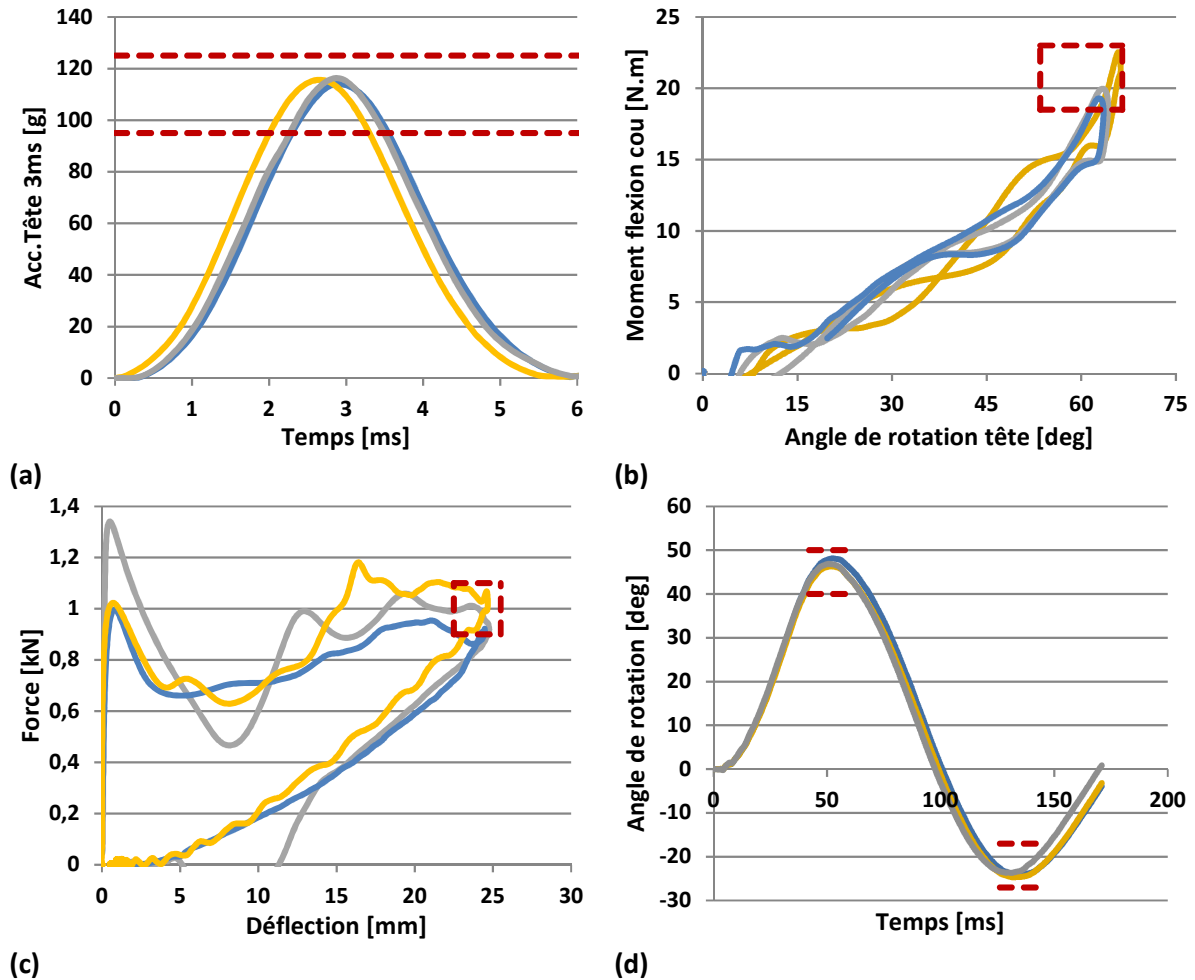 140
120
100
80
60
40
20
0
Acc.Tête 3ms [g]
0 1 2 3 4 5 6
Temps [ms]
(a)
25
20
15
10
5
0
Moment flexion cou [N.m]
0 15 30 45 60 75
Angle de rotation tête [deg]
(b)
1,4
1,2
1
0,8
0,6
0,4
0,2
0
Force [kN]
0 5 10 15 20 25 30
Déflection [mm]
(c)
60
50
40
30
20
10
0
-10
-20
-30
Angle de rotation [deg]
0 50 100 150 200
Temps [ms]
(d)